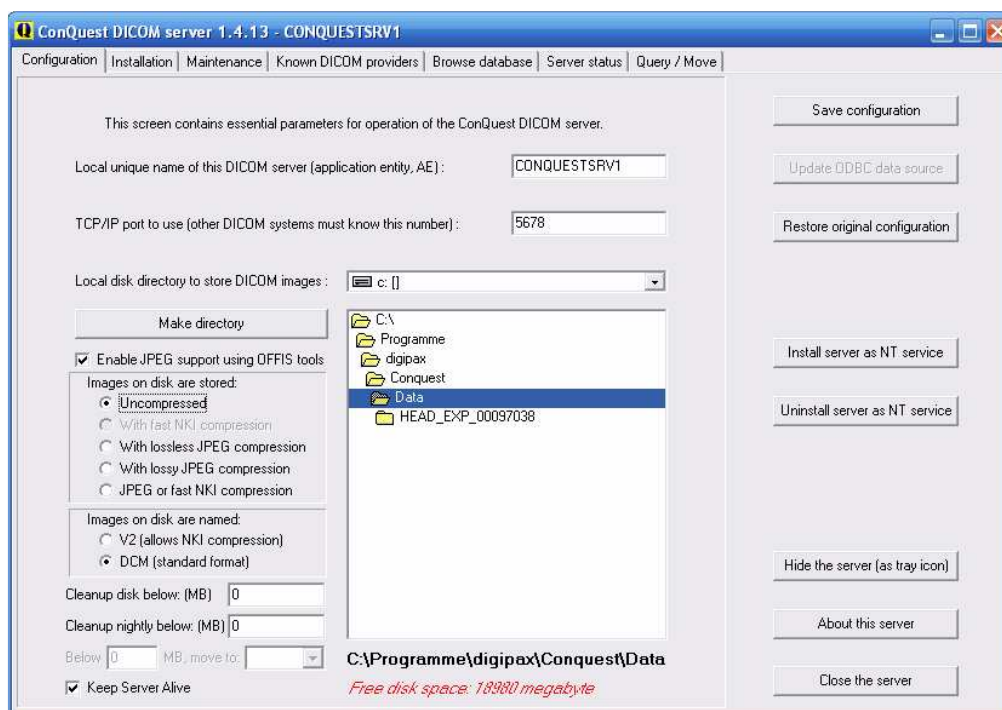 ConQuest DICOM server 1.4.13 - CONQUESTSRV1
Configuration Installation Maintenance Known DICOM providers Browse database Server status Query / Move
This screen contains essential parameters for operation of the ConQuest DICOM server.
Local unique name of this DICOM server (application entity, AE) : CONQUESTSRV1
TCP/IP port to use (other DICOM systems must know this number) : 5678
Local disk directory to store DICOM images : c: []
Make directory
Enable JPEG support using OFFIS tools
Images on disk are stored:
Uncompressed
With fast NKI compression
With lossless JPEG compression
With lossy JPEG compression
JPEG or fast NKI compression
Images on disk are named:
V2 (allows NKI compression)
DCM (standard format)
Cleanup disk below: (MB) 0
Cleanup nightly below: (MB) 0
Below 0 MB, move to:
Keep Server Alive
C:\
Programme
digipax
Conquest
Data
HEAD_EXP_00097038
C:\Programme\digipax\Conquest\Data
Free disk space: 18980 megabyte
Save configuration
Update ODBC data source
Restore original configuration
Install server as NT service
Uninstall server as NT service
Hide the server (as tray icon)
About this server
Close the server